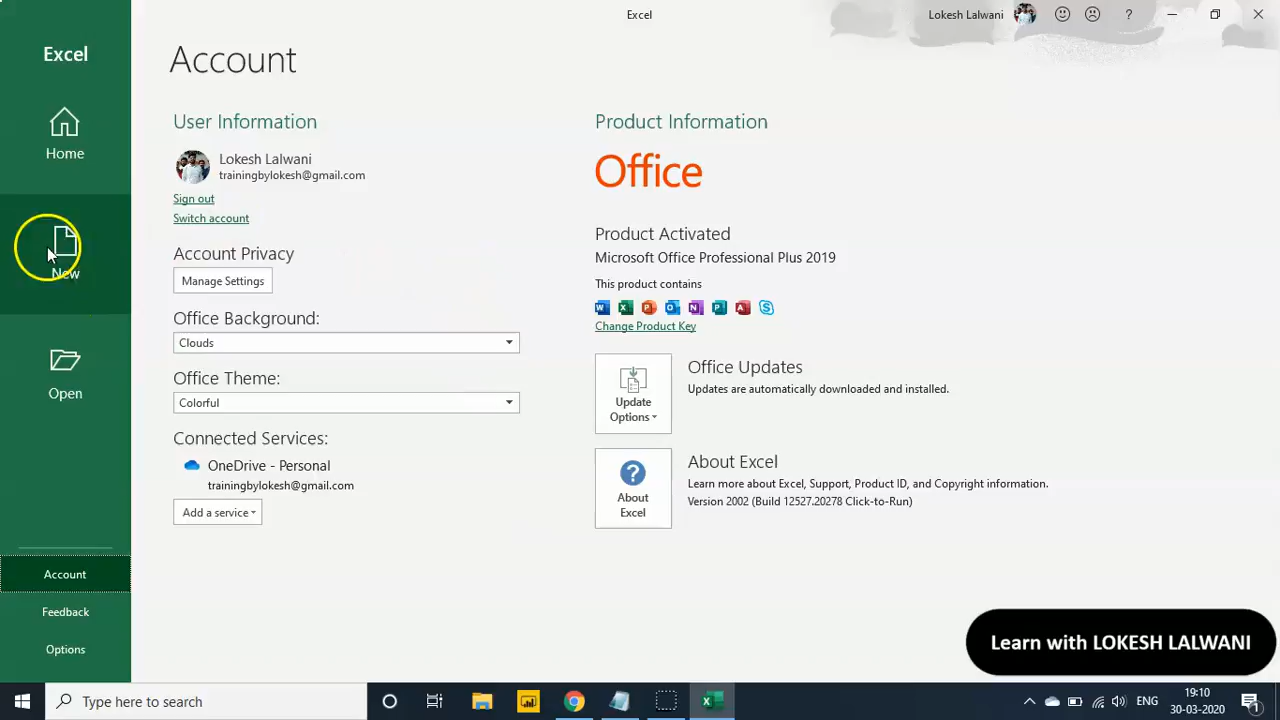 Excel
Lokesh Lalwani
?
Excel
Home
New
Open
Account
Feedback
Options
Account
User Information
Lokesh Lalwani
trainingbylokesh@gmail.com
Sign out
Switch account
Account Privacy
Manage Settings
Office Background:
Clouds
Office Theme:
Colorful
Connected Services:
OneDrive - Personal
trainingbylokesh@gmail.com
Add a service
Product Information
Office
Product Activated
Microsoft Office Professional Plus 2019
This product contains
Change Product Key
Update
Options
Office Updates
Updates are automatically downloaded and installed.
About
Excel
About Excel
Learn more about Excel, Support, Product ID, and Copyright information.
Version 2002 (Build 12527.20278 Click-to-Run)
Learn with LOKESH LALWANI
Type here to search
ENG
19:10
30-03-2020
1